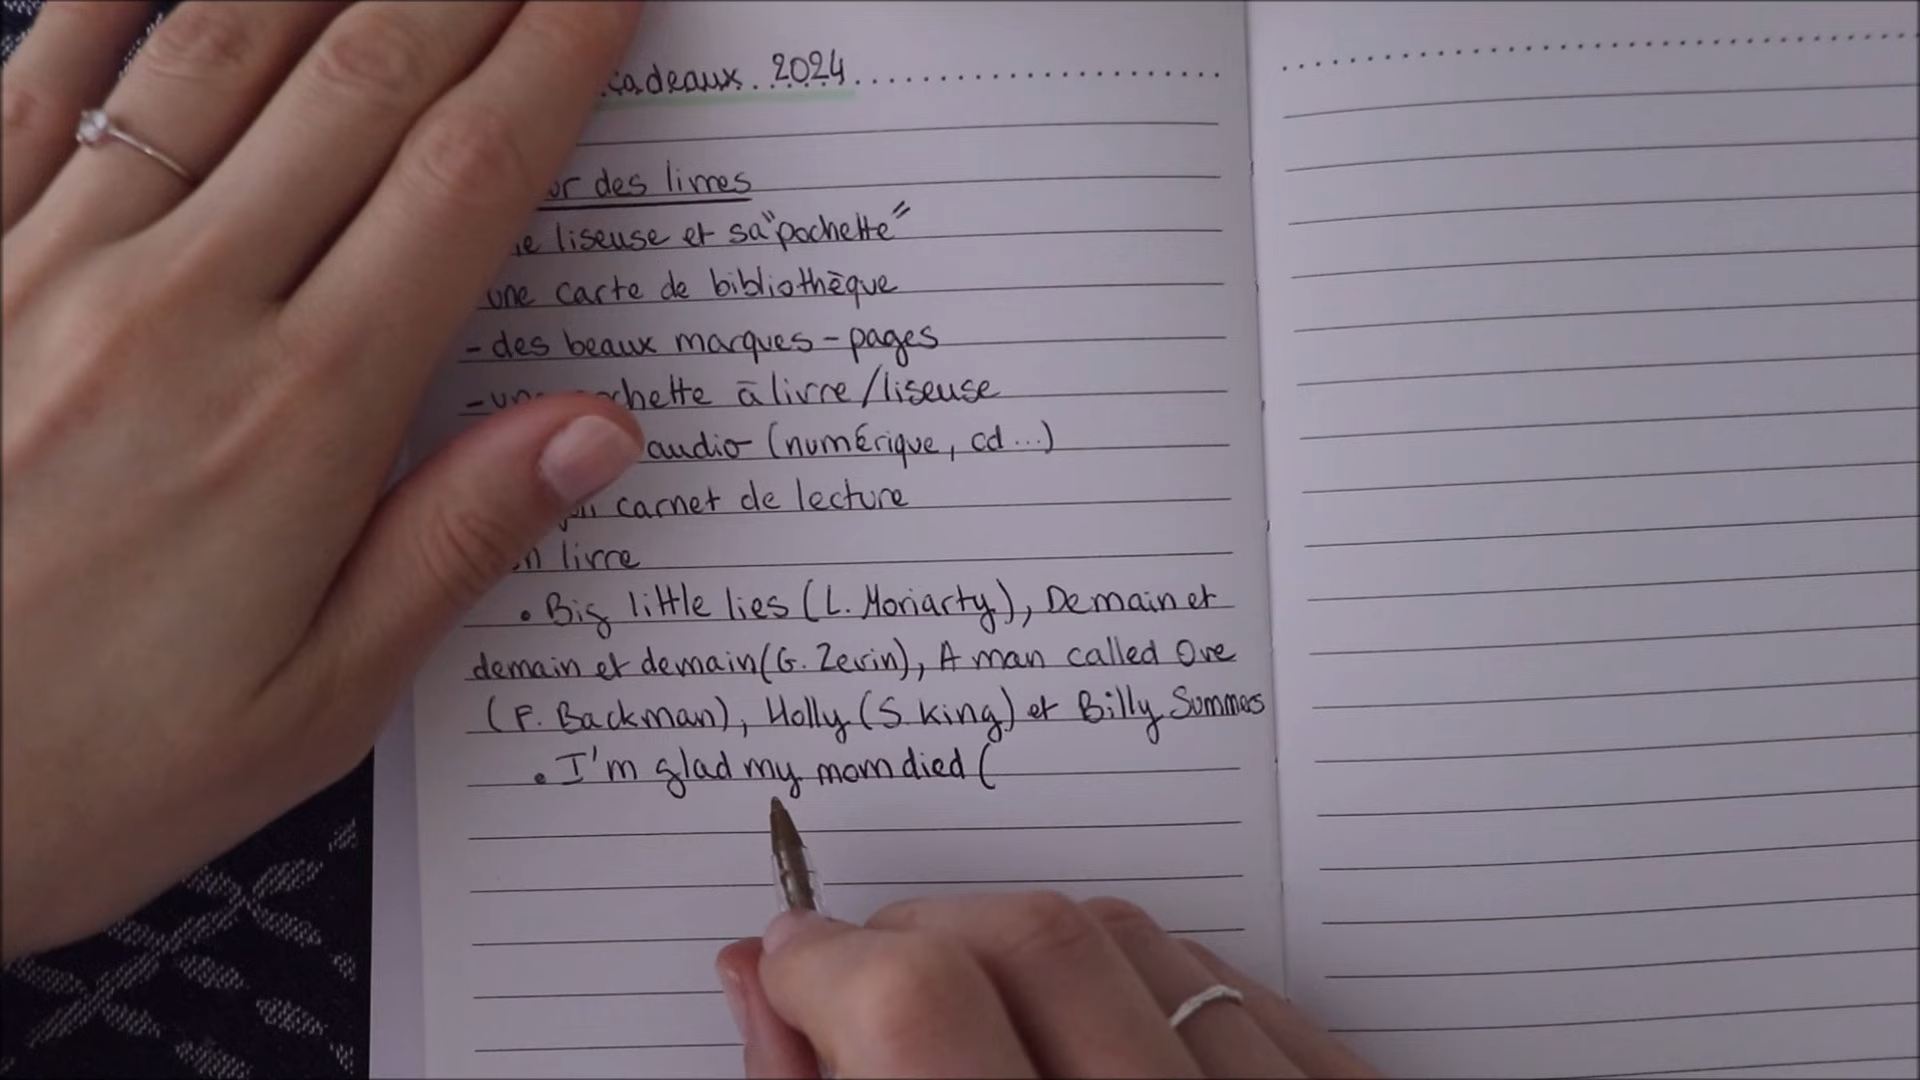 cadeaux 2024
des livres
liseuse et sa "pochette"
une carte de bibliothèque
- des beaux marques-pages
- à livre/liseuse
audio (numérique, cd...)
carnet de lecture
livre
• Big little lies (L. Moriarty), Demain et
demain et demain (G. Zevin), A man called Ove
(F. Backman), Holly (S. King) et Billy Summers
• I'm glad my mom died (